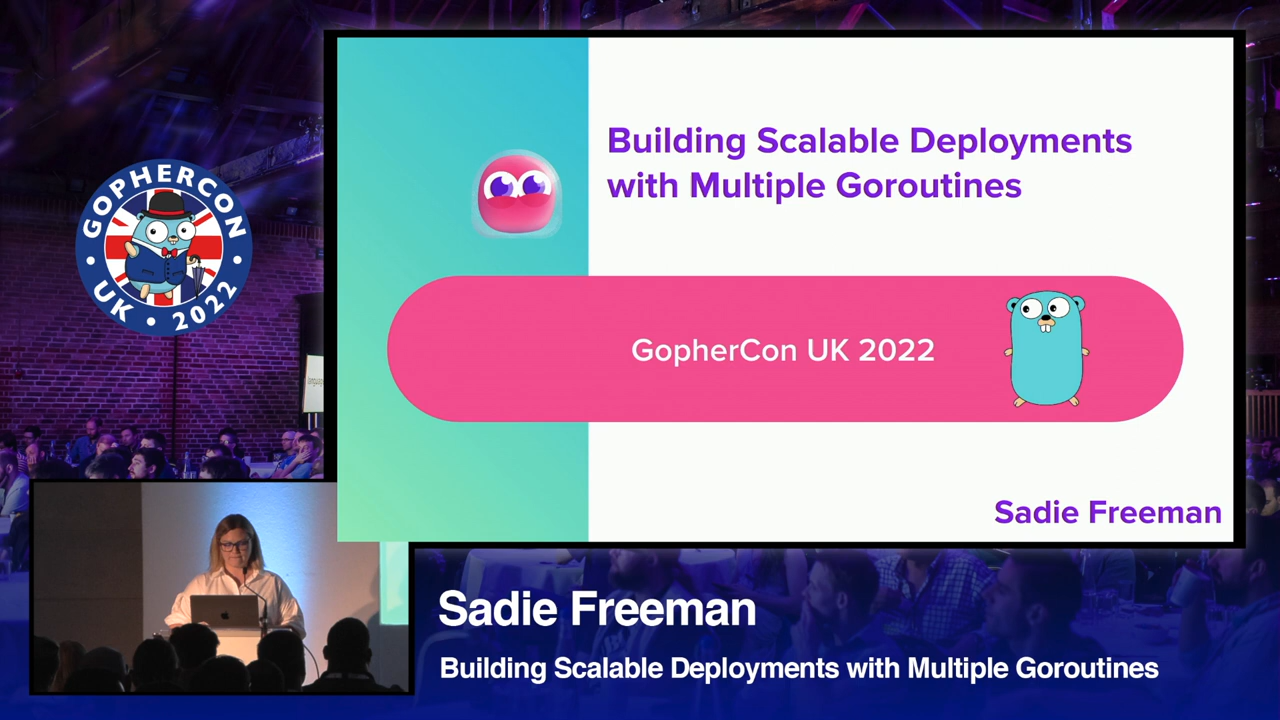 GOPHERCON
UK • 2022
Building Scalable Deployments
with Multiple Goroutines
GopherCon UK 2022
Sadie Freeman
Sadie Freeman
Building Scalable Deployments with Multiple Goroutines